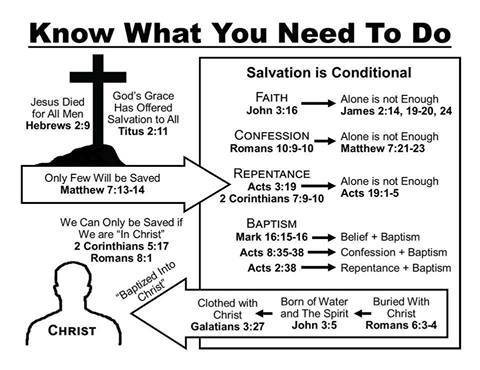 Know What You Need To Do
Jesus Died
for All Men
Hebrews 2:9
God's Grace
Has Offered
Salvation to All
Titus 2:11
Only Few Will be Saved
Matthew 7:13-14
We Can Only be Saved if
We are "In Christ"
2 Corinthians 5:17
Romans 8:1
CHRIST
"Baptized Into
Christ"
Salvation is Conditional
FAITH
John 3:16
Alone is not Enough
James 2:14, 19-20, 24
CONFESSION
Romans 10:9-10
Matthew 7:21-23
REPENTANCE
Acts 3:19
2 Corinthians 7:9-10
Alone is not Enough
Acts 19:1-5
BAPTISM
Mark 16:15-16
Belief + Baptism
Acts 8:35-38
Confession + Baptism
Acts 2:38
Repentance + Baptism
Clothed with
Christ
Galatians 3:27
Born of Water
and The Spirit
John 3:5
Buried With
Christ
Romans 6:3-4